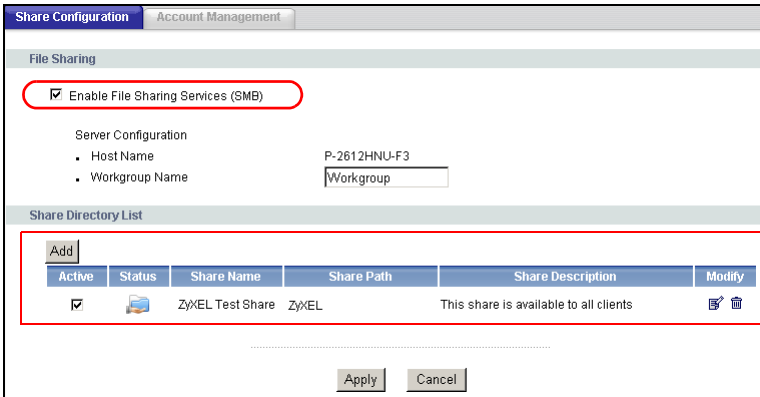 Share Configuration Account Management
File Sharing
Enable File Sharing Services (SMB)
Server Configuration
Host Name P-2612HNU-F3
Workgroup Name Workgroup
Share Directory List
Add
Active Status Share Name Share Path Share Description Modify
ZyXEL Test Share ZyXEL This share is available to all clients
Apply Cancel